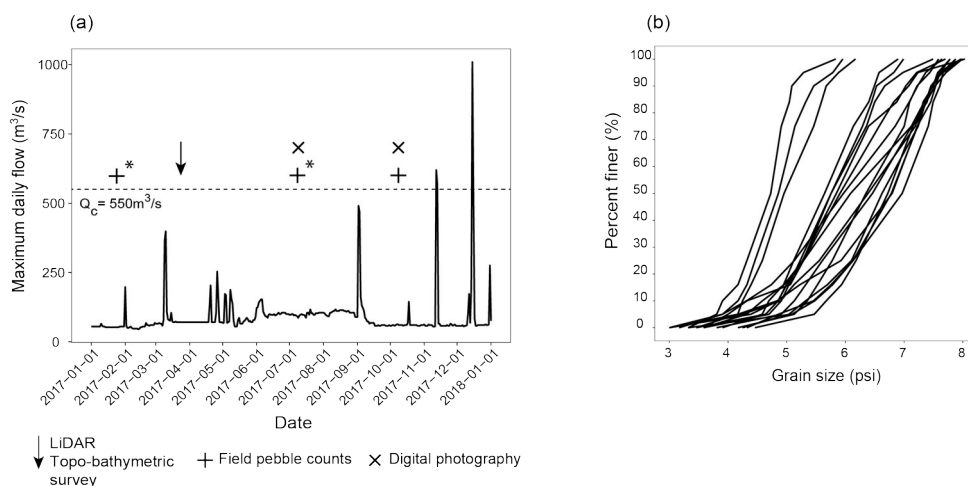 (a)
Maximum daily flow (m³/s)
1000
750
500
250
0
*
*
Qc= 550m³/s
2017-01-01
2017-02-01
2017-03-01
2017-04-01
2017-05-01
2017-06-01
2017-07-01
2017-08-01
2017-09-01
2017-10-01
2017-11-01
2017-12-01
2018-01-01
Date
LiDAR
Topo-bathymetric
survey
Field pebble counts
Digital photography
(b)
Percent finer (%)
100
90
80
70
60
50
40
30
20
10
0
3 4 5 6 7 8
Grain size (psi)